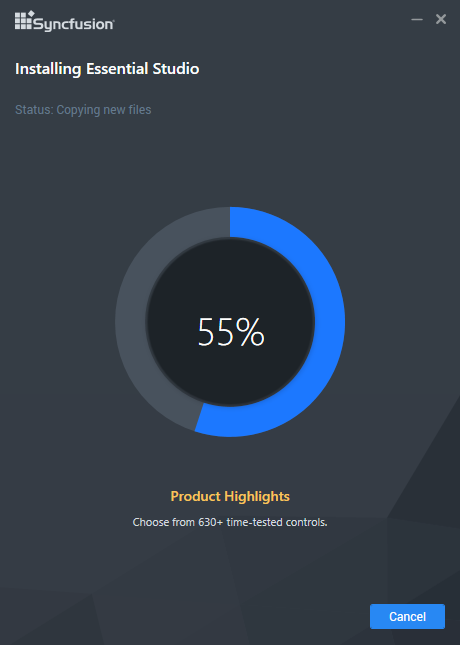 Syncfusion
Installing Essential Studio
Status: Copying new files
55%
Product Highlights
Choose from 630+ time-tested controls.
Cancel